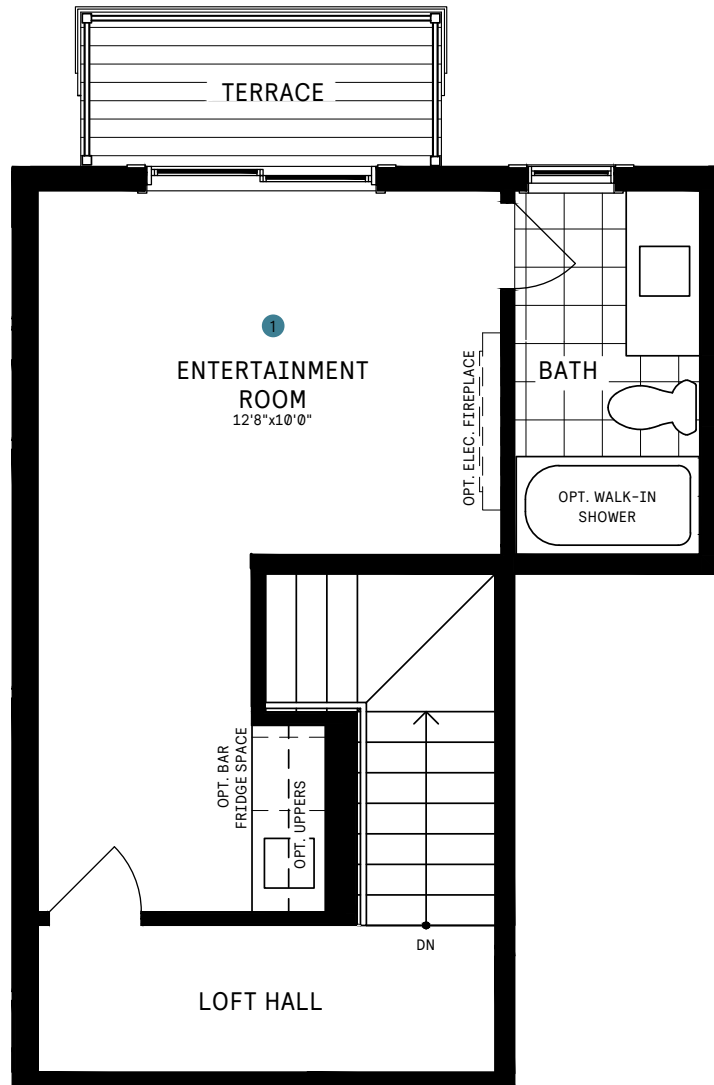 TERRACE
1
ENTERTAINMENT
ROOM
12'8"x10'0"
OPT. ELEC. FIREPLACE
BATH
OPT. WALK-IN
SHOWER
OPT. BAR
FRIDGE SPACE
OPT. UPPERS
DN
LOFT HALL